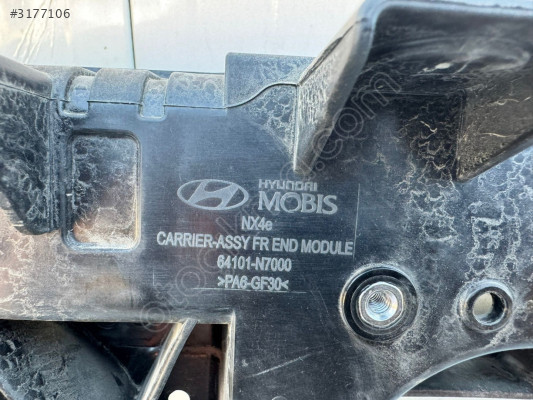 #3177106
HYUNDAI
MOBIS
NX4e
CARRIER-ASSY FR END MODULE
64101-N7000
>PA6-GF30<